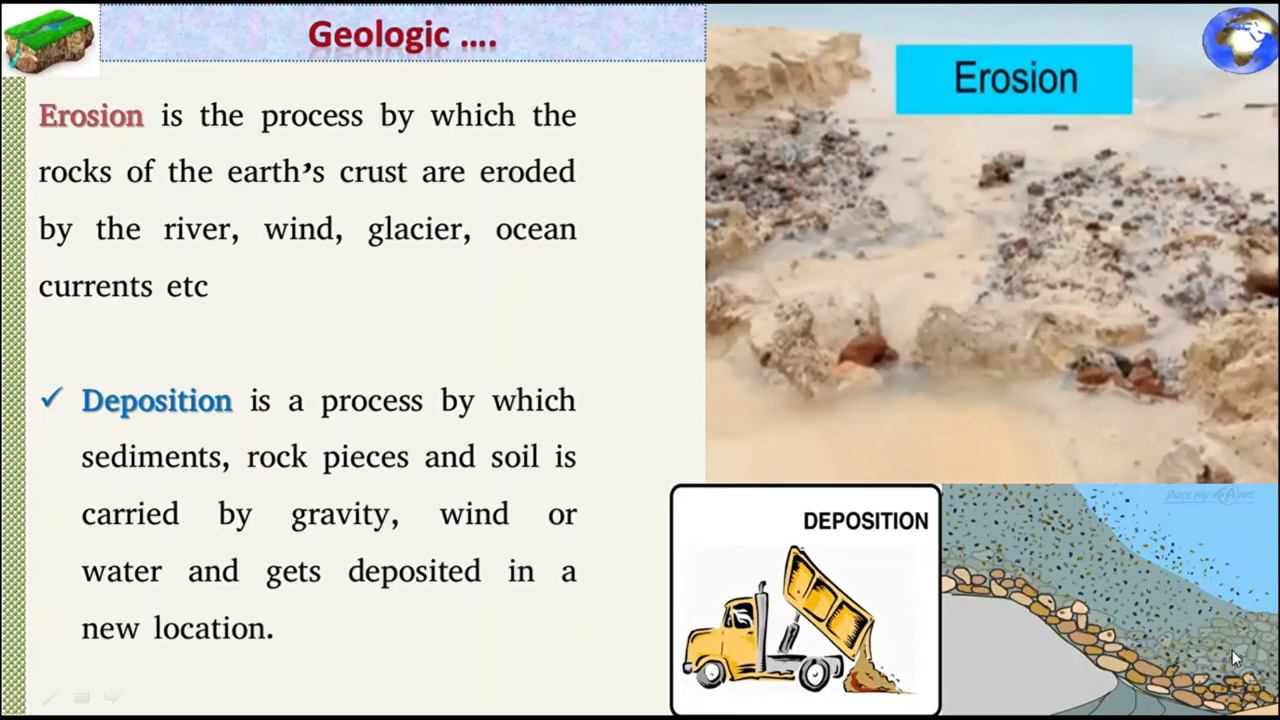 Geologic ....
Erosion is the process by which the
rocks of the earth's crust are eroded
by the river, wind, glacier, ocean
currents etc
✓ Deposition is a process by which
sediments, rock pieces and soil is
carried by gravity, wind or
water and gets deposited in a
new location.
Erosion
DEPOSITION